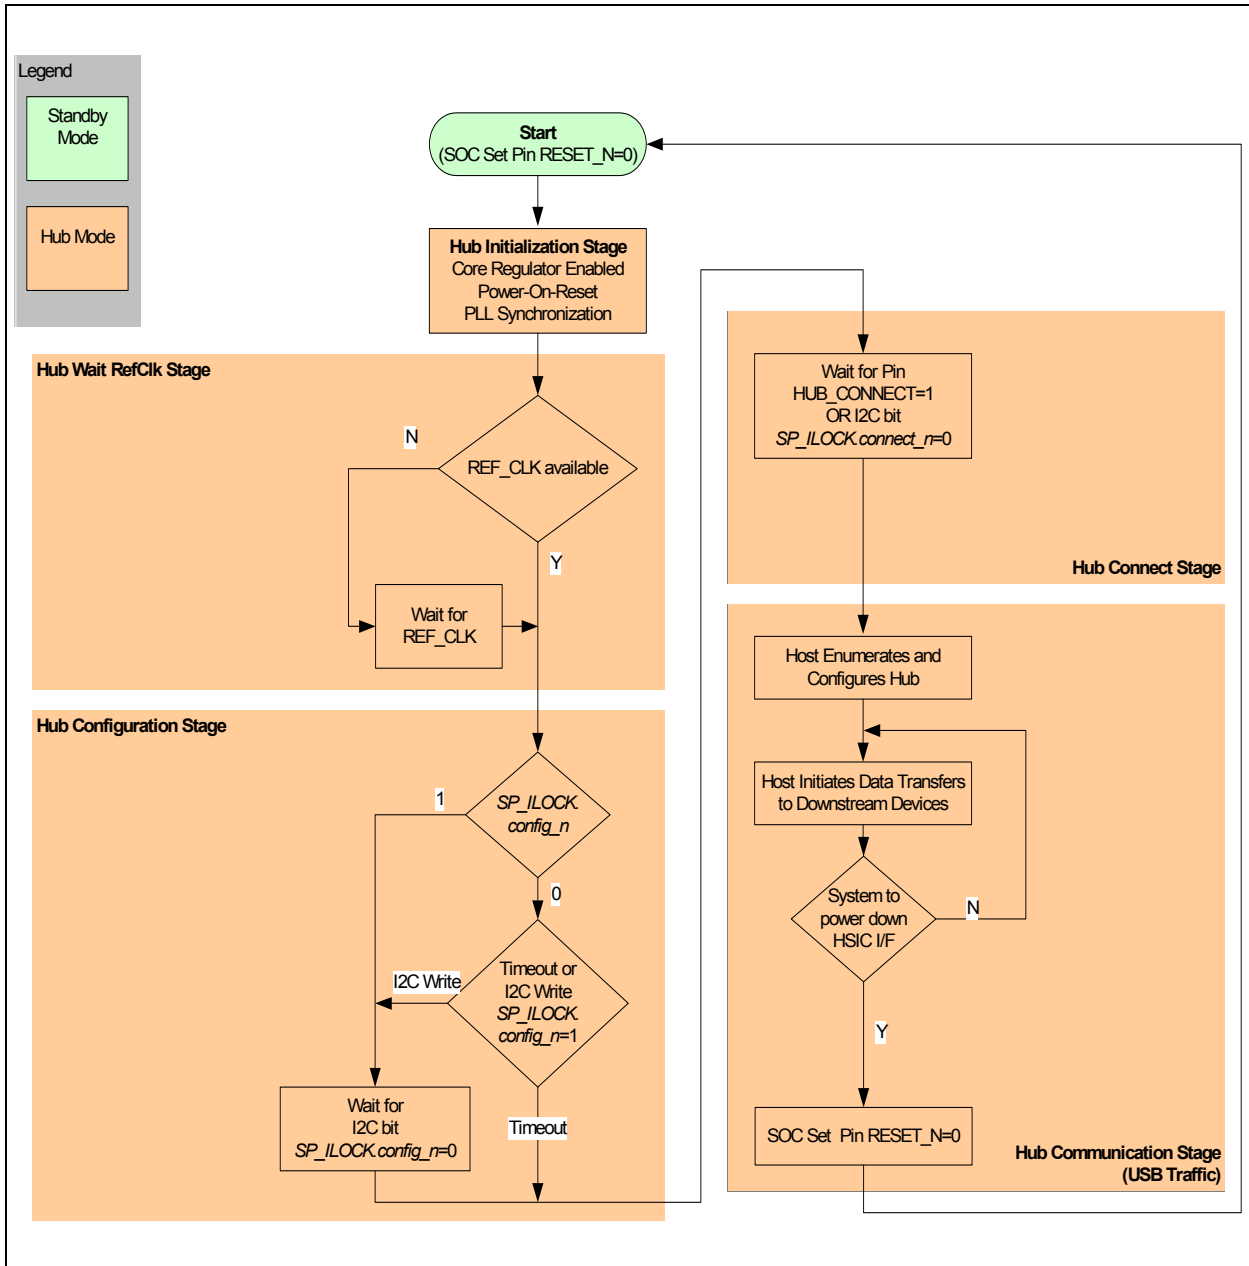 Legend
Standby
Mode
Hub Mode
Start
(SOC Set Pin RESET_N=0)
Hub Initialization Stage
Core Regulator Enabled
Power-On-Reset
PLL Synchronization
Hub Wait RefClk Stage
N
REF_CLK available
Y
Wait for
REF_CLK
Hub Configuration Stage
1
SP_ILOCK.
config_n
0
I2C Write
Timeout or
I2C Write
SP_ILOCK.
config_n=1
Wait for
I2C bit
SP_ILOCK.config_n=0
Timeout
Wait for Pin
HUB_CONNECT=1
OR I2C bit
SP_ILOCK.connect_n=0
Hub Connect Stage
Host Enumerates and
Configures Hub
Host Initiates Data Transfers
to Downstream Devices
System to
power down
HSIC I/F
N
Y
SOC Set Pin RESET_N=0
Hub Communication Stage
(USB Traffic)